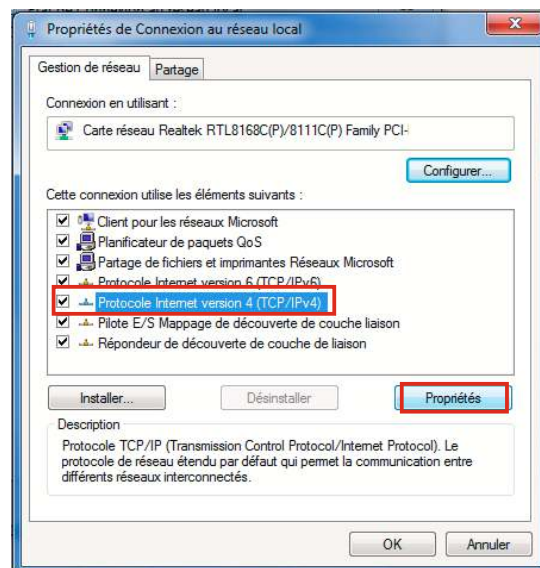 Propriétés de Connexion au réseau local
Gestion de réseau
Partage
Connexion en utilisant :
Carte réseau Realtek RTL8168C(P)/8111C(P) Family PCI-
Configurer...
Cette connexion utilise les éléments suivants :
Client pour les réseaux Microsoft
Planificateur de paquets QoS
Partage de fichiers et imprimantes Réseaux Microsoft
Protocole Internet version 6 (TCP/IPv6)
Protocole Internet version 4 (TCP/IPv4)
Pilote E/S Mappage de découverte de couche liaison
Répondeur de découverte de couche de liaison
Installer...
Désinstaller
Propriétés
Description
Protocole TCP/IP (Transmission Control Protocol/Internet Protocol). Le
protocole de réseau étendu par défaut qui permet la communication entre
différents réseaux interconnectés.
OK
Annuler